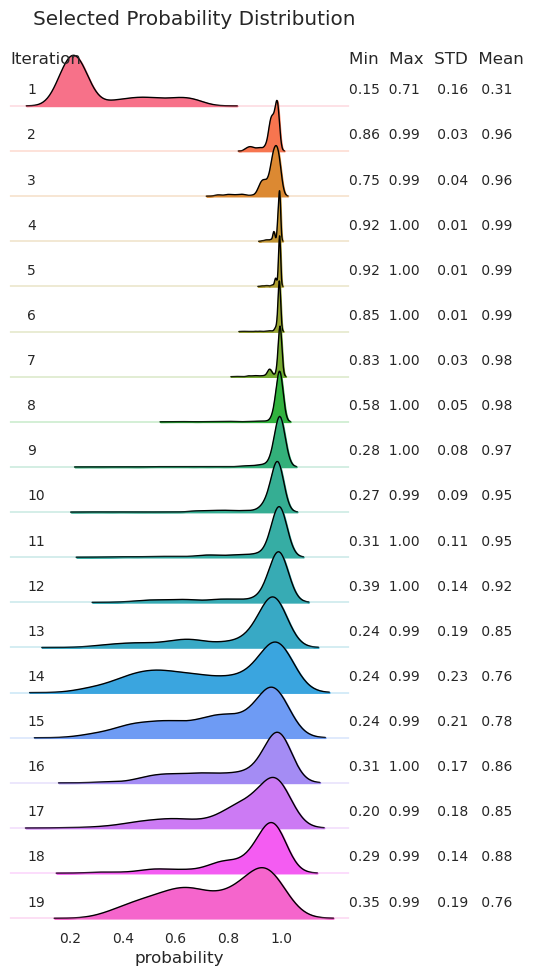 Selected Probability Distribution
Iteration Min Max STD Mean
1 0.15 0.71 0.16 0.31
2 0.86 0.99 0.03 0.96
3 0.75 0.99 0.04 0.96
4 0.92 1.00 0.01 0.99
5 0.92 1.00 0.01 0.99
6 0.85 1.00 0.01 0.99
7 0.83 1.00 0.03 0.98
8 0.58 1.00 0.05 0.98
9 0.28 1.00 0.08 0.97
10 0.27 0.99 0.09 0.95
11 0.31 1.00 0.11 0.95
12 0.39 1.00 0.14 0.92
13 0.24 0.99 0.19 0.85
14 0.24 0.99 0.23 0.76
15 0.24 0.99 0.21 0.78
16 0.31 1.00 0.17 0.86
17 0.20 0.99 0.18 0.85
18 0.29 0.99 0.14 0.88
19 0.35 0.99 0.19 0.76
0.2 0.4 0.6 0.8 1.0
probability